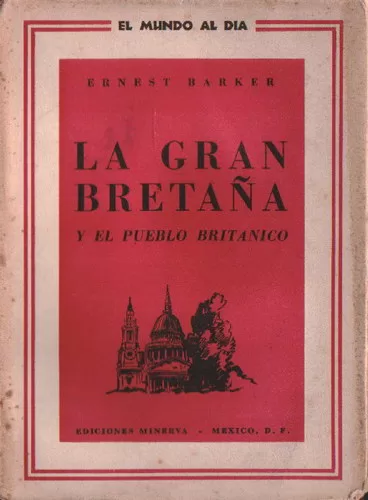 EL MUNDO AL DIA
ERNEST BARKER
LA GRAN
BRETAÑA
Y EL PUEBLO BRITANICO
EDICIONES MINERVA - MEXICO, D. F.